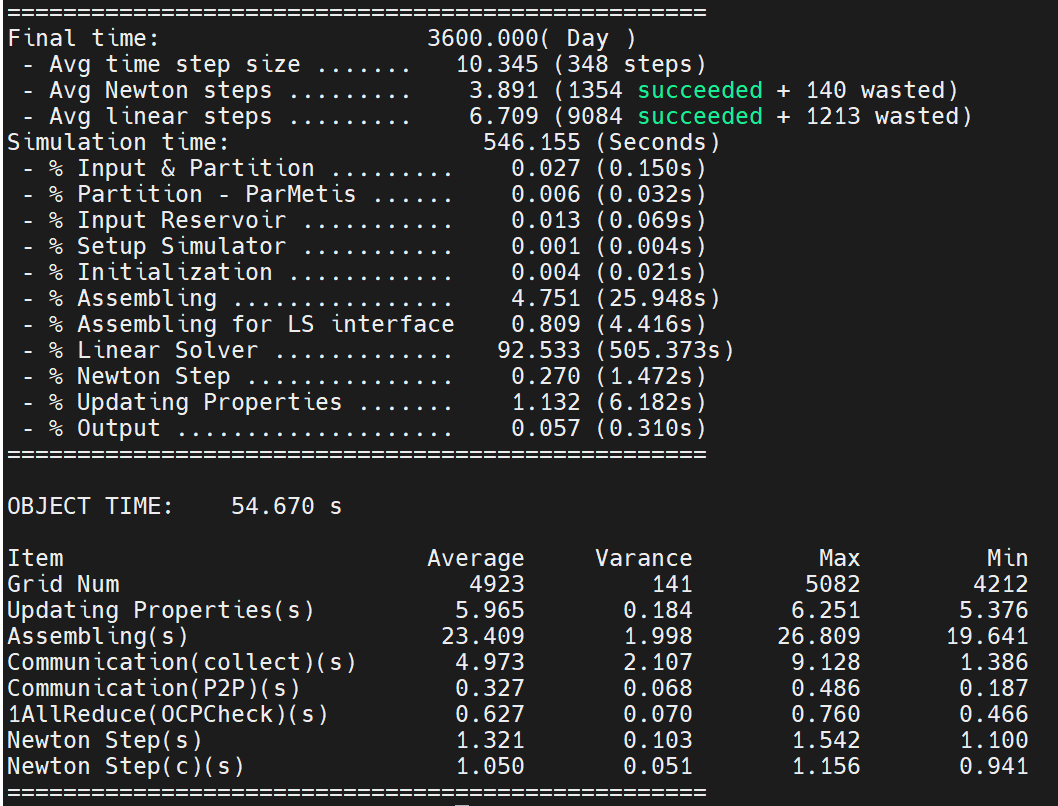 ==================================================
Final time:                   3600.000( Day )
 - Avg time step size .......   10.345 (348 steps)
 - Avg Newton steps .........    3.891 (1354 succeeded + 140 wasted)
 - Avg linear steps .........    6.709 (9084 succeeded + 1213 wasted)
Simulation time:                  546.155 (Seconds)
 - % Input & Partition .........    0.027 (0.150s)
 - % Partition - ParMetis ......    0.006 (0.032s)
 - % Input Reservoir ...........    0.013 (0.069s)
 - % Setup Simulator ...........    0.001 (0.004s)
 - % Initialization ............    0.004 (0.021s)
 - % Assembling ................    4.751 (25.948s)
 - % Assembling for LS interface    0.809 (4.416s)
 - % Linear Solver .............   92.533 (505.373s)
 - % Newton Step ...............    0.270 (1.472s)
 - % Updating Properties .......    1.132 (6.182s)
 - % Output ....................    0.057 (0.310s)
==================================================
OBJECT TIME:    54.670 s
Item                          Average     Varance         Max         Min
Grid Num                         4923         141        5082        4212
Updating Properties(s)          5.965       0.184       6.251       5.376
Assembling(s)                  23.409       1.998      26.809      19.641
Communication(collect)(s)       4.973       2.107       9.128       1.386
Communication(P2P)(s)           0.327       0.068       0.486       0.187
1AllReduce(OCPCheck)(s)         0.627       0.070       0.760       0.466
Newton Step(s)                  1.321       0.103       1.542       1.100
Newton Step(c)(s)               1.050       0.051       1.156       0.941
==================================================